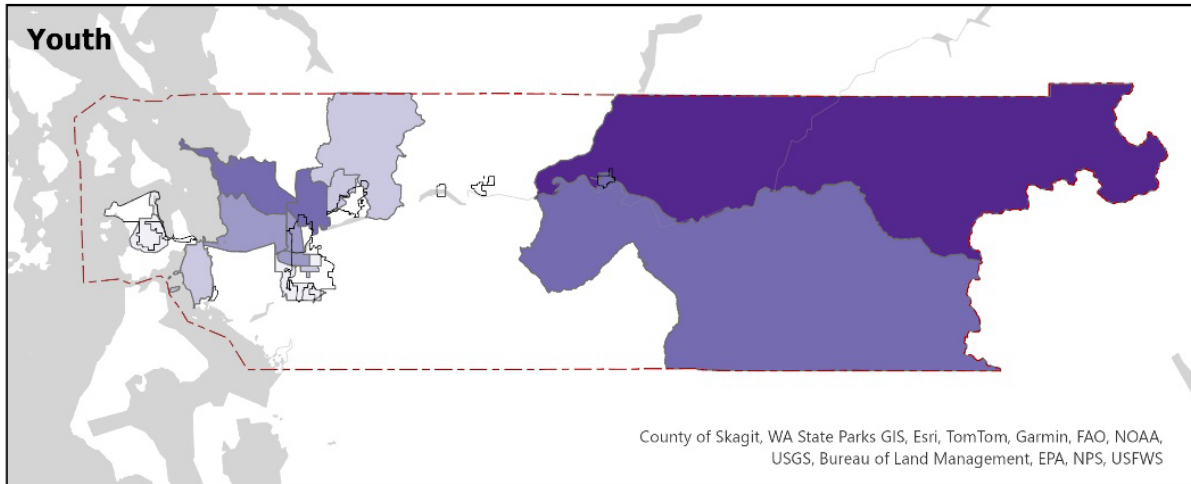 Youth
County of Skagit, WA State Parks GIS, Esri, TomTom, Garmin, FAO, NOAA,
USGS, Bureau of Land Management, EPA, NPS, USFWS